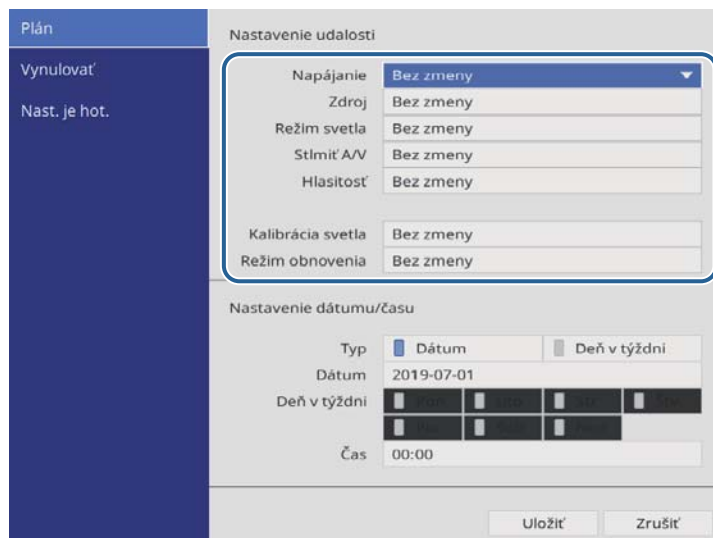 Plán
Vynulovať
Nast. je hot.
Nastavenie udalosti
Napájanie Bez zmeny
Zdroj Bez zmeny
Režim svetla Bez zmeny
Stlmiť A/V Bez zmeny
Hlasitosť Bez zmeny
Kalibrácia svetla Bez zmeny
Režim obnovenia Bez zmeny
Nastavenie dátumu/času
Typ Dátum Deň v týždni
Dátum 2019-07-01
Deň v týždni
Čas 00:00
Uložiť Zrušiť